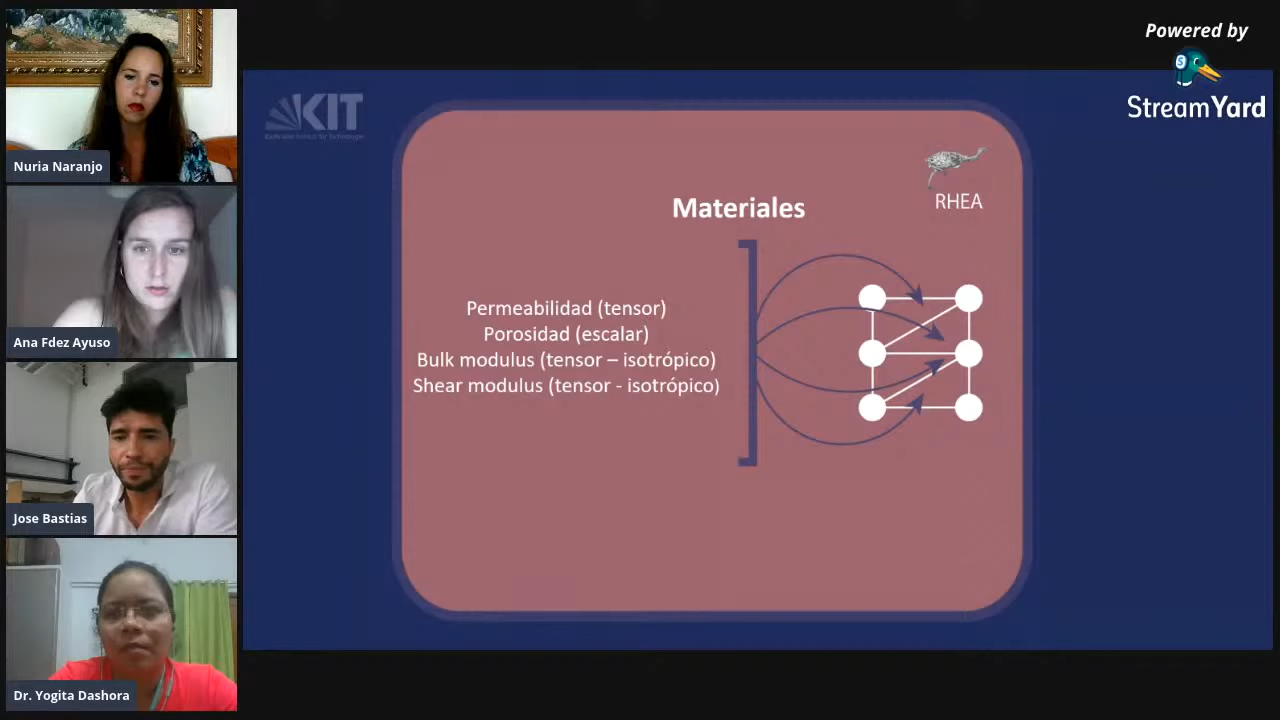 Powered by
StreamYard
Nuria Naranjo
Ana Fdez Ayuso
Jose Bastias
Dr. Yogita Dashora
KIT
RHEA
Materiales
Permeabilidad (tensor)
Porosidad (escalar)
Bulk modulus (tensor – isotrópico)
Shear modulus (tensor - isotrópico)